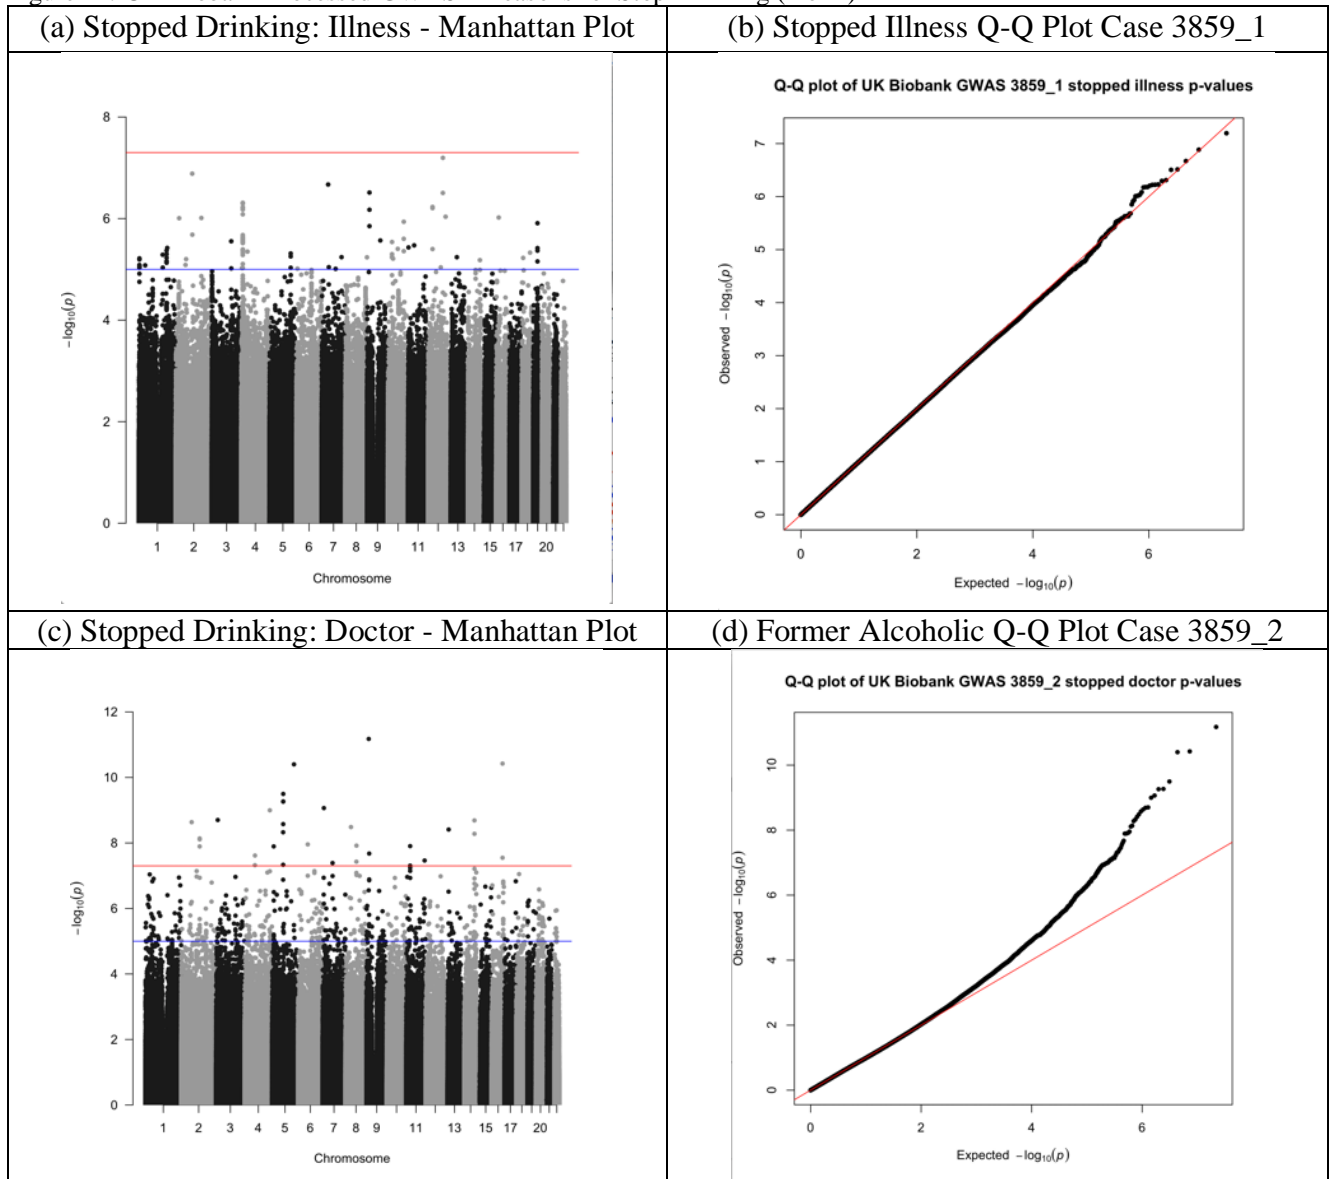 (a) Stopped Drinking: Illness - Manhattan Plot
(b) Stopped Illness Q-Q Plot Case 3859_1
8
6
4
2
0
−log10(p)
1 2 3 4 5 6 7 8 9 11 13 15 17 20
Chromosome
Q-Q plot of UK Biobank GWAS 3859_1 stopped illness p-values
7
6
5
4
3
2
1
0
Observed −log10(p)
0 2 4 6
Expected −log10(p)
(c) Stopped Drinking: Doctor - Manhattan Plot
(d) Former Alcoholic Q-Q Plot Case 3859_2
12
10
8
6
4
2
0
−log10(p)
1 2 3 4 5 6 7 8 9 11 13 15 17 20
Chromosome
Q-Q plot of UK Biobank GWAS 3859_2 stopped doctor p-values
10
8
6
4
2
0
Observed −log10(p)
0 2 4 6
Expected −log10(p)